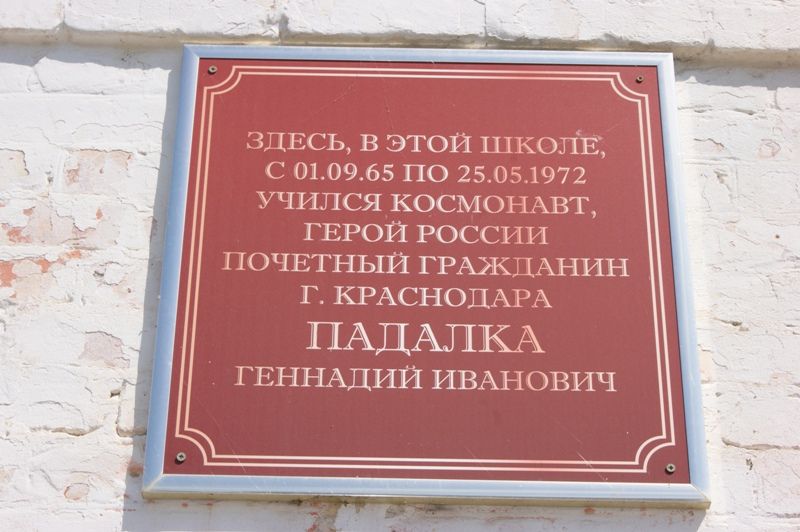 ЗДЕСЬ, В ЭТОЙ ШКОЛЕ,
С 01.09.65 ПО 25.05.1972
УЧИЛСЯ КОСМОНАВТ,
ГЕРОЙ РОССИИ
ПОЧЕТНЫЙ ГРАЖДАНИН
Г. КРАСНОДАРА
ПАДАЛКА
ГЕННАДИЙ ИВАНОВИЧ